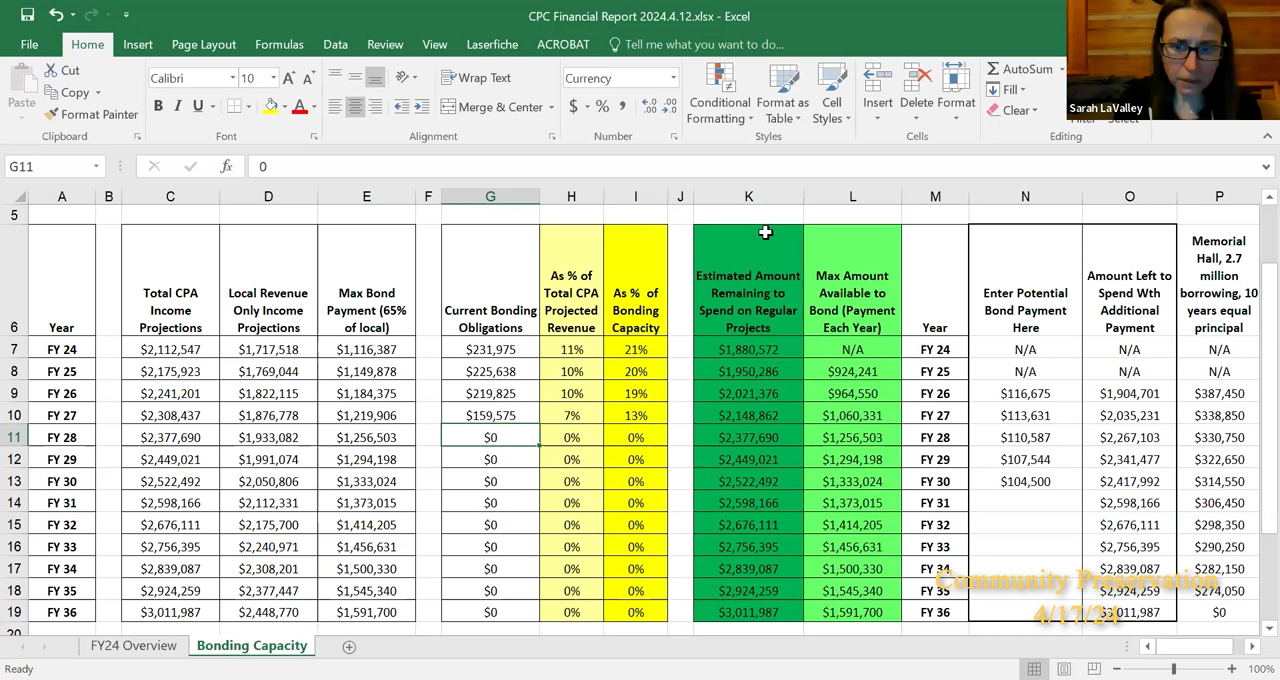 CPC Financial Report 2024.4.12.xlsx - Excel
File Home Insert Page Layout Formulas Data Review View Laserfiche ACROBAT Tell me what you want to do...
Cut
Copy
Format Painter
Paste
Clipboard
Calibri 10
B I U
Font
Wrap Text
Merge & Center
Alignment
Currency
$ % ,
Number
Conditional Formatting
Format as Table
Cell Styles
Styles
Insert Delete Format
Cells
AutoSum
Fill
Clear
Editing
Sarah LaValley
G11 fx 0
A B C D E F G H I J K L M N O P
5
6 Year
Total CPA Income Projections
Local Revenue Only Income Projections
Max Bond Payment (65% of local)
Current Bonding Obligations
As % of Total CPA Projected Revenue
As % of Bonding Capacity
Estimated Amount Remaining to Spend on Regular Projects
Max Amount Available to Bond (Payment Each Year)
Year
Enter Potential Bond Payment Here
Amount Left to Spend Wth Additional Payment
Memorial Hall, 2.7 million borrowing, 10 years equal principal
7 FY 24 $2,112,547 $1,717,518 $1,116,387 $231,975 11% 21% $1,880,572 N/A FY 24 N/A N/A N/A
8 FY 25 $2,175,923 $1,769,044 $1,149,878 $225,638 10% 20% $1,950,286 $924,241 FY 25 N/A N/A N/A
9 FY 26 $2,241,201 $1,822,115 $1,184,375 $219,825 10% 19% $2,021,376 $964,550 FY 26 $116,675 $1,904,701 $387,450
10 FY 27 $2,308,437 $1,876,778 $1,219,906 $159,575 7% 13% $2,148,862 $1,060,331 FY 27 $113,631 $2,035,231 $338,850
11 FY 28 $2,377,690 $1,933,082 $1,256,503 $0 0% 0% $2,377,690 $1,256,503 FY 28 $110,587 $2,267,103 $330,750
12 FY 29 $2,449,021 $1,991,074 $1,294,198 $0 0% 0% $2,449,021 $1,294,198 FY 29 $107,544 $2,341,477 $322,650
13 FY 30 $2,522,492 $2,050,806 $1,333,024 $0 0% 0% $2,522,492 $1,333,024 FY 30 $104,500 $2,417,992 $314,550
14 FY 31 $2,598,166 $2,112,331 $1,373,015 $0 0% 0% $2,598,166 $1,373,015 FY 31 $2,598,166 $306,450
15 FY 32 $2,676,111 $2,175,700 $1,414,205 $0 0% 0% $2,676,111 $1,414,205 FY 32 $2,676,111 $298,350
16 FY 33 $2,756,395 $2,240,971 $1,456,631 $0 0% 0% $2,756,395 $1,456,631 FY 33 $2,756,395 $290,250
17 FY 34 $2,839,087 $2,308,201 $1,500,330 $0 0% 0% $2,839,087 $1,500,330 FY 34 $2,839,087 $282,150
18 FY 35 $2,924,259 $2,377,447 $1,545,340 $0 0% 0% $2,924,259 $1,545,340 FY 35 $2,924,259 $274,050
19 FY 36 $3,011,987 $2,448,770 $1,591,700 $0 0% 0% $3,011,987 $1,591,700 FY 36 $3,011,987 $0
20
Community Preservation
4/17/24
FY24 Overview Bonding Capacity
Ready 100%